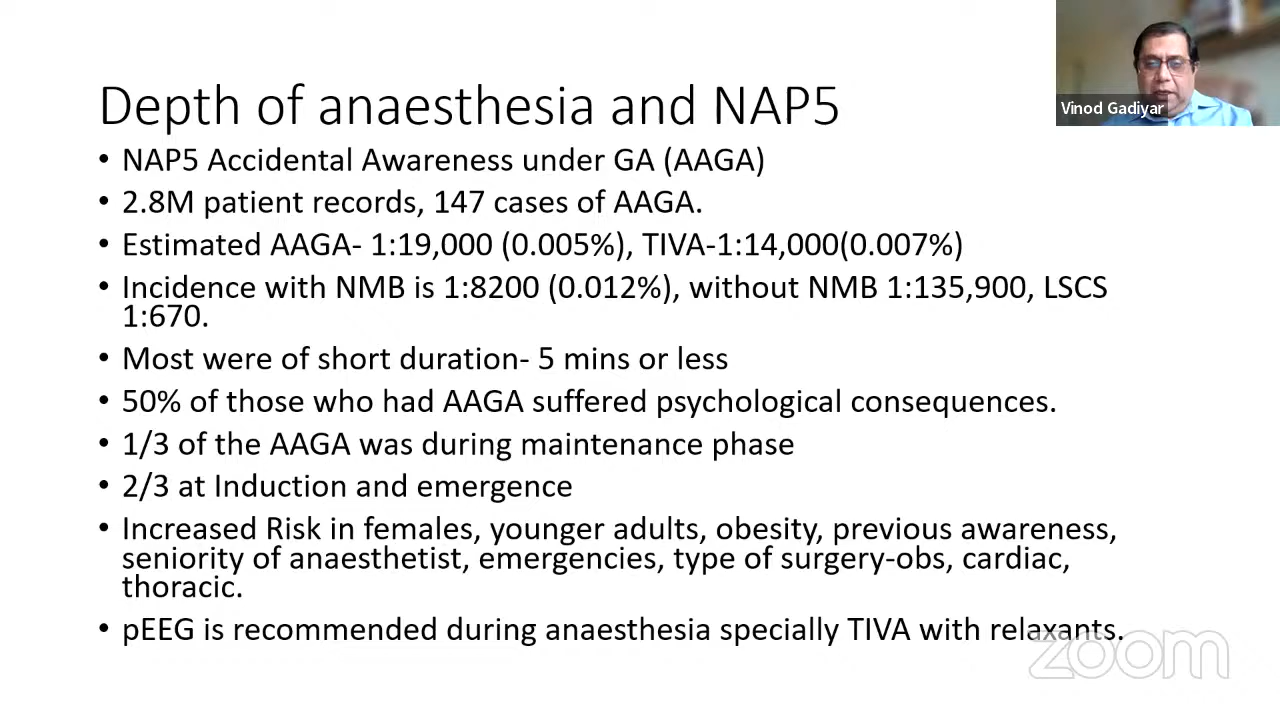 Depth of anaesthesia and NAP5
• NAP5 Accidental Awareness under GA (AAGA)
• 2.8M patient records, 147 cases of AAGA.
• Estimated AAGA- 1:19,000 (0.005%), TIVA-1:14,000(0.007%)
• Incidence with NMB is 1:8200 (0.012%), without NMB 1:135,900, LSCS
1:670.
• Most were of short duration- 5 mins or less
• 50% of those who had AAGA suffered psychological consequences.
• 1/3 of the AAGA was during maintenance phase
• 2/3 at Induction and emergence
• Increased Risk in females, younger adults, obesity, previous awareness,
seniority of anaesthetist, emergencies, type of surgery-obs, cardiac,
thoracic.
• pEEG is recommended during anaesthesia specially TIVA with relaxants.
Vinod Gadiyar
zoom